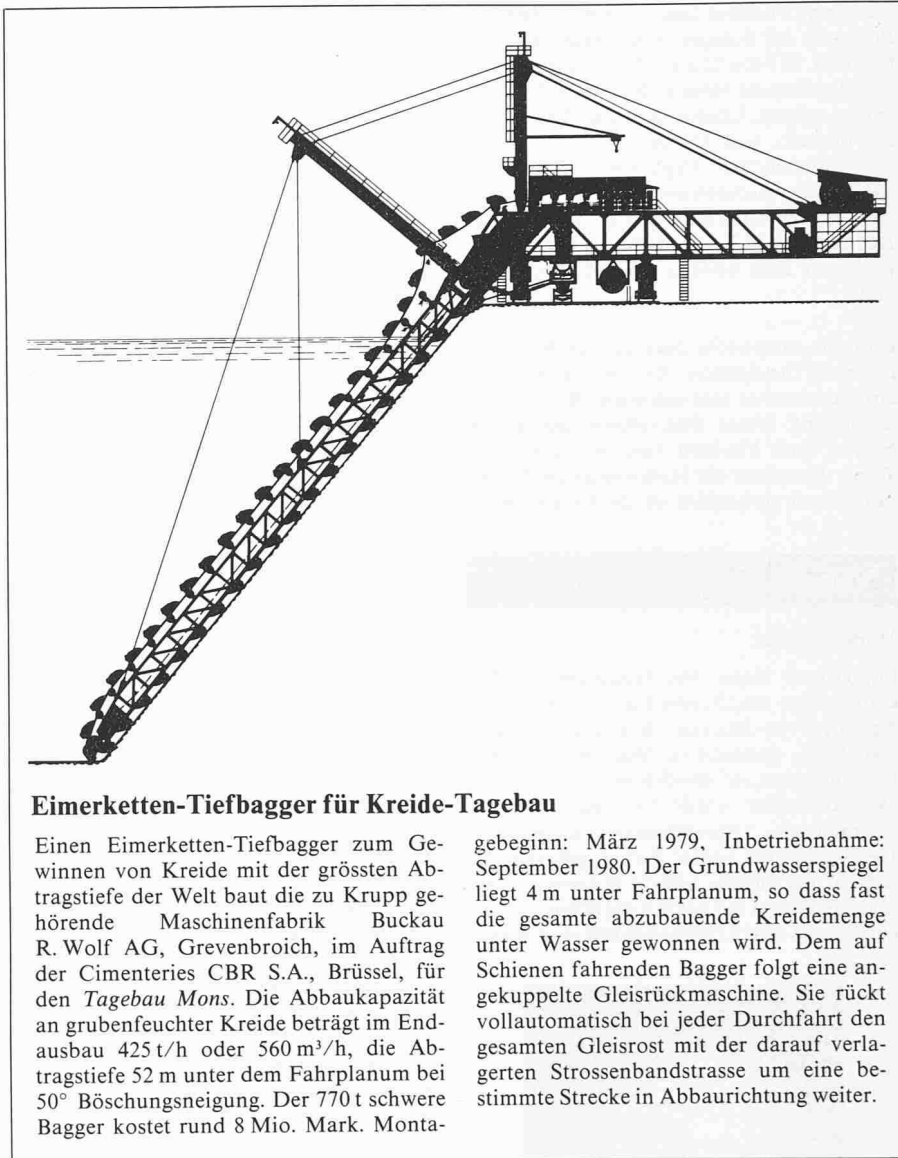 Eimerketten-Tiefbagger für Kreide-Tagebau
Einen Eimerketten-Tiefbagger zum Ge-
winnen von Kreide mit der grössten Ab-
tragstiefe der Welt baut die zu Krupp ge-
hörende Maschinenfabrik Buckau
R. Wolf AG, Grevenbroich, im Auftrag
der Cimenteries CBR S.A., Brüssel, für
den Tagebau Mons. Die Abbaukapazität
an grubenfeuchter Kreide beträgt im End-
ausbau 425 t/h oder 560 m³/h, die Ab-
tragstiefe 52 m unter dem Fahrplanum bei
50° Böschungsneigung. Der 770 t schwere
Bagger kostet rund 8 Mio. Mark. Monta-
gebeginn: März 1979, Inbetriebnahme:
September 1980. Der Grundwasserspiegel
liegt 4 m unter Fahrplanum, so dass fast
die gesamte abzubauende Kreidemenge
unter Wasser gewonnen wird. Dem auf
Schienen fahrenden Bagger folgt eine an-
gekuppelte Gleisrückmaschine. Sie rückt
vollautomatisch bei jeder Durchfahrt den
gesamten Gleisrost mit der darauf verla-
gerten Strossenbandstrasse um eine be-
stimmte Strecke in Abbaurichtung weiter.